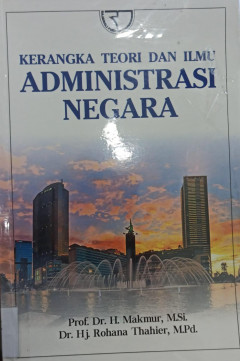 KERANGKA TEORI DAN ILMU
ADMINISTRASI
NEGARA
Prof. Dr. H. Makmur, M.Si.
Dr. Hj. Rohana Thahier, M.Pd.